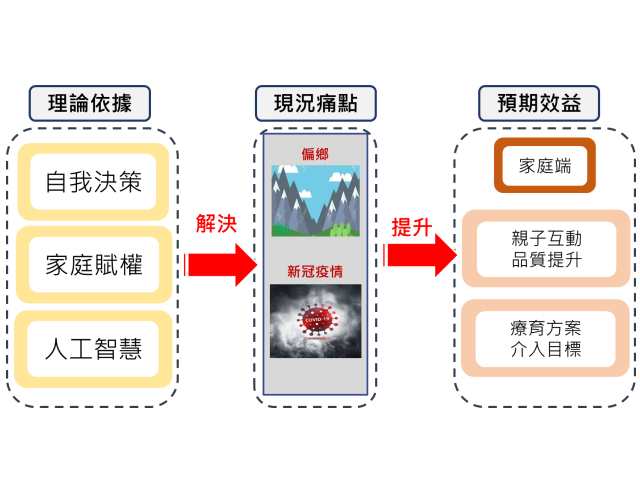 理論依據
自我決策
家庭賦權
人工智慧
解決
現況痛點
偏鄉
新冠疫情
COVID-19
提升
預期效益
家庭端
親子互動
品質提升
療育方案
介入目標